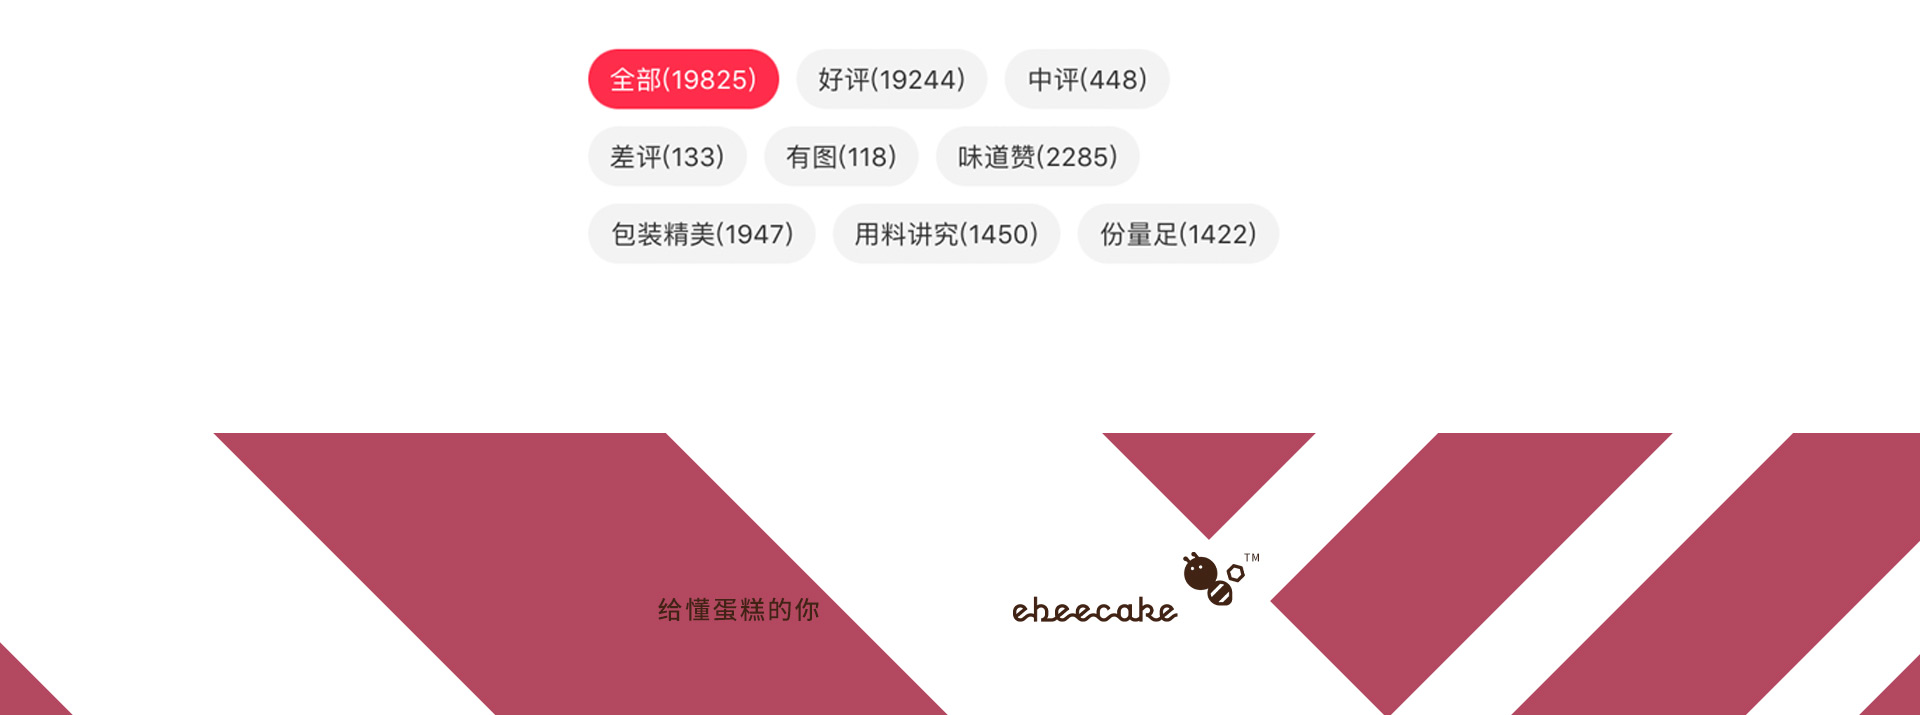 全部(19825) 好评(19244) 中评(448)
差评(133) 有图(118) 味道赞(2285)
包装精美(1947) 用料讲究(1450) 份量足(1422)
TM
给懂蛋糕的你 ebeecake